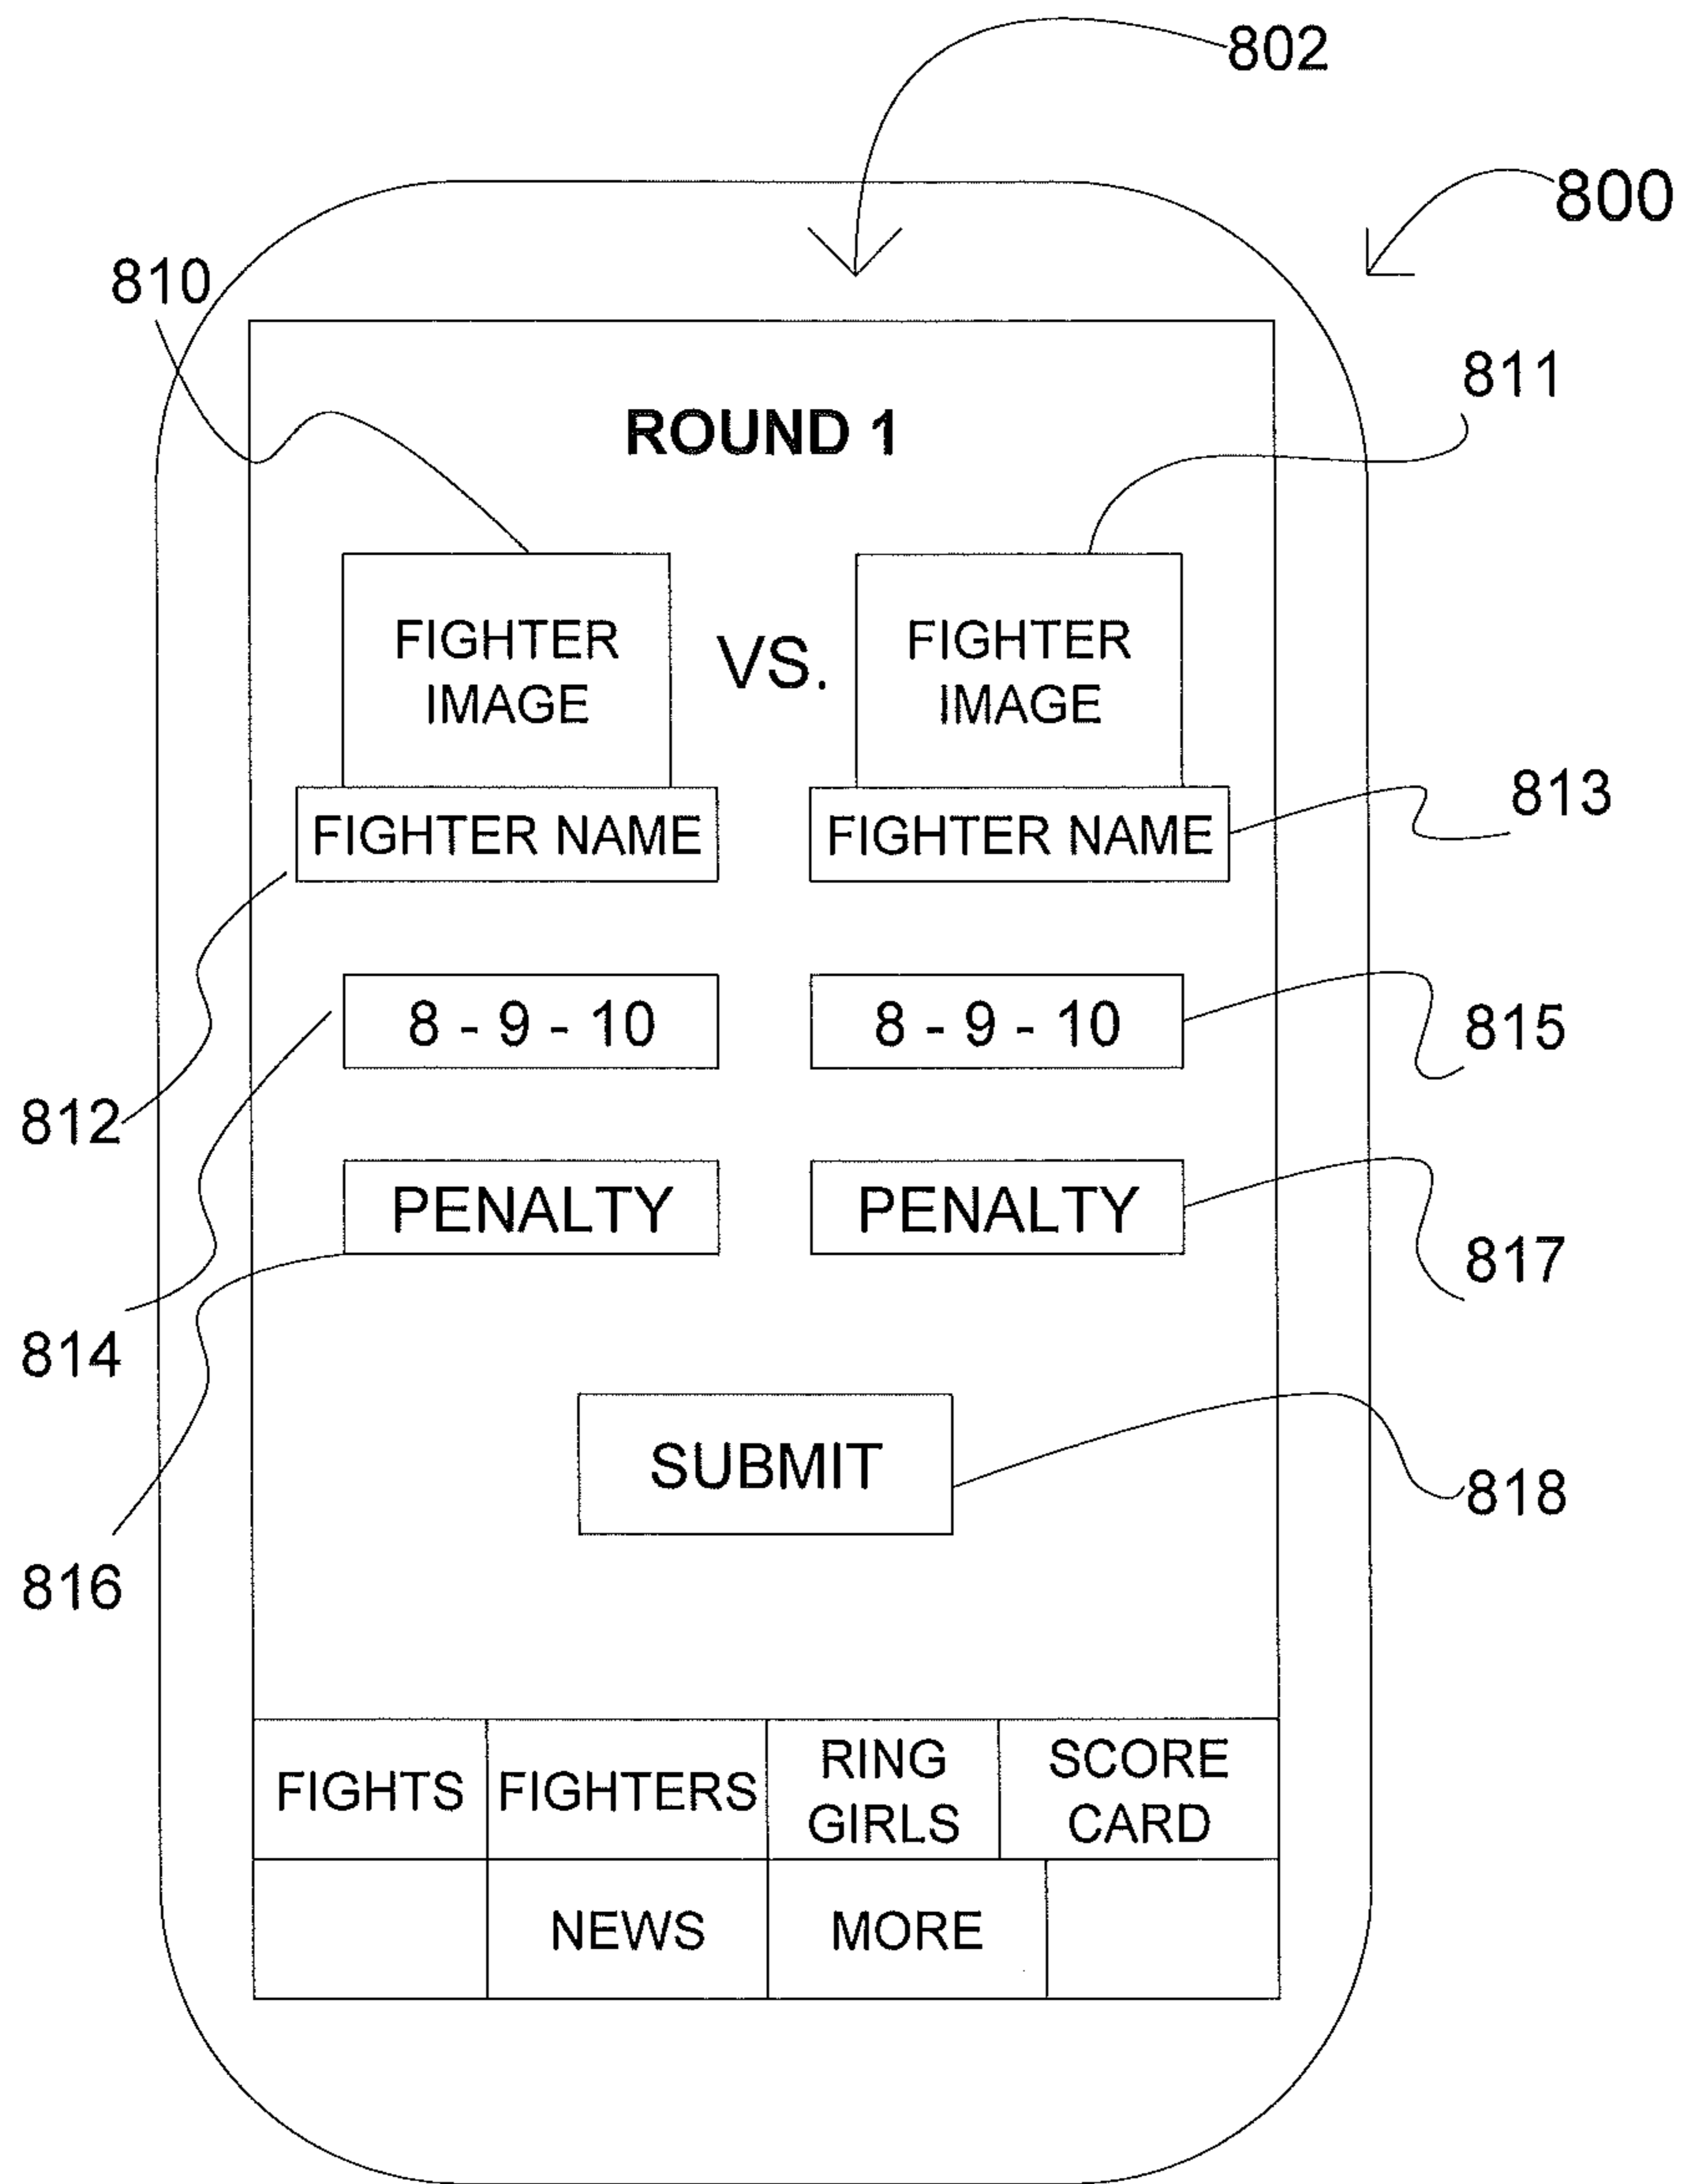 802
800
810
811
ROUND 1
FIGHTER IMAGE
VS.
FIGHTER IMAGE
813
FIGHTER NAME
FIGHTER NAME
8 - 9 - 10
8 - 9 - 10
815
812
PENALTY
PENALTY
817
814
SUBMIT
818
816
FIGHTS
FIGHTERS
RING GIRLS
SCORE CARD
NEWS
MORE